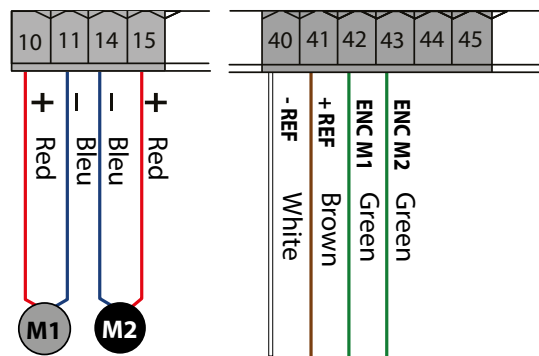 10 11 14 15
40 41 42 43 44 45
+ – – +
Red
Bleu
Bleu
Red
- REF
+ REF
ENC M1
ENC M2
White
Brown
Green
Green
M1
M2